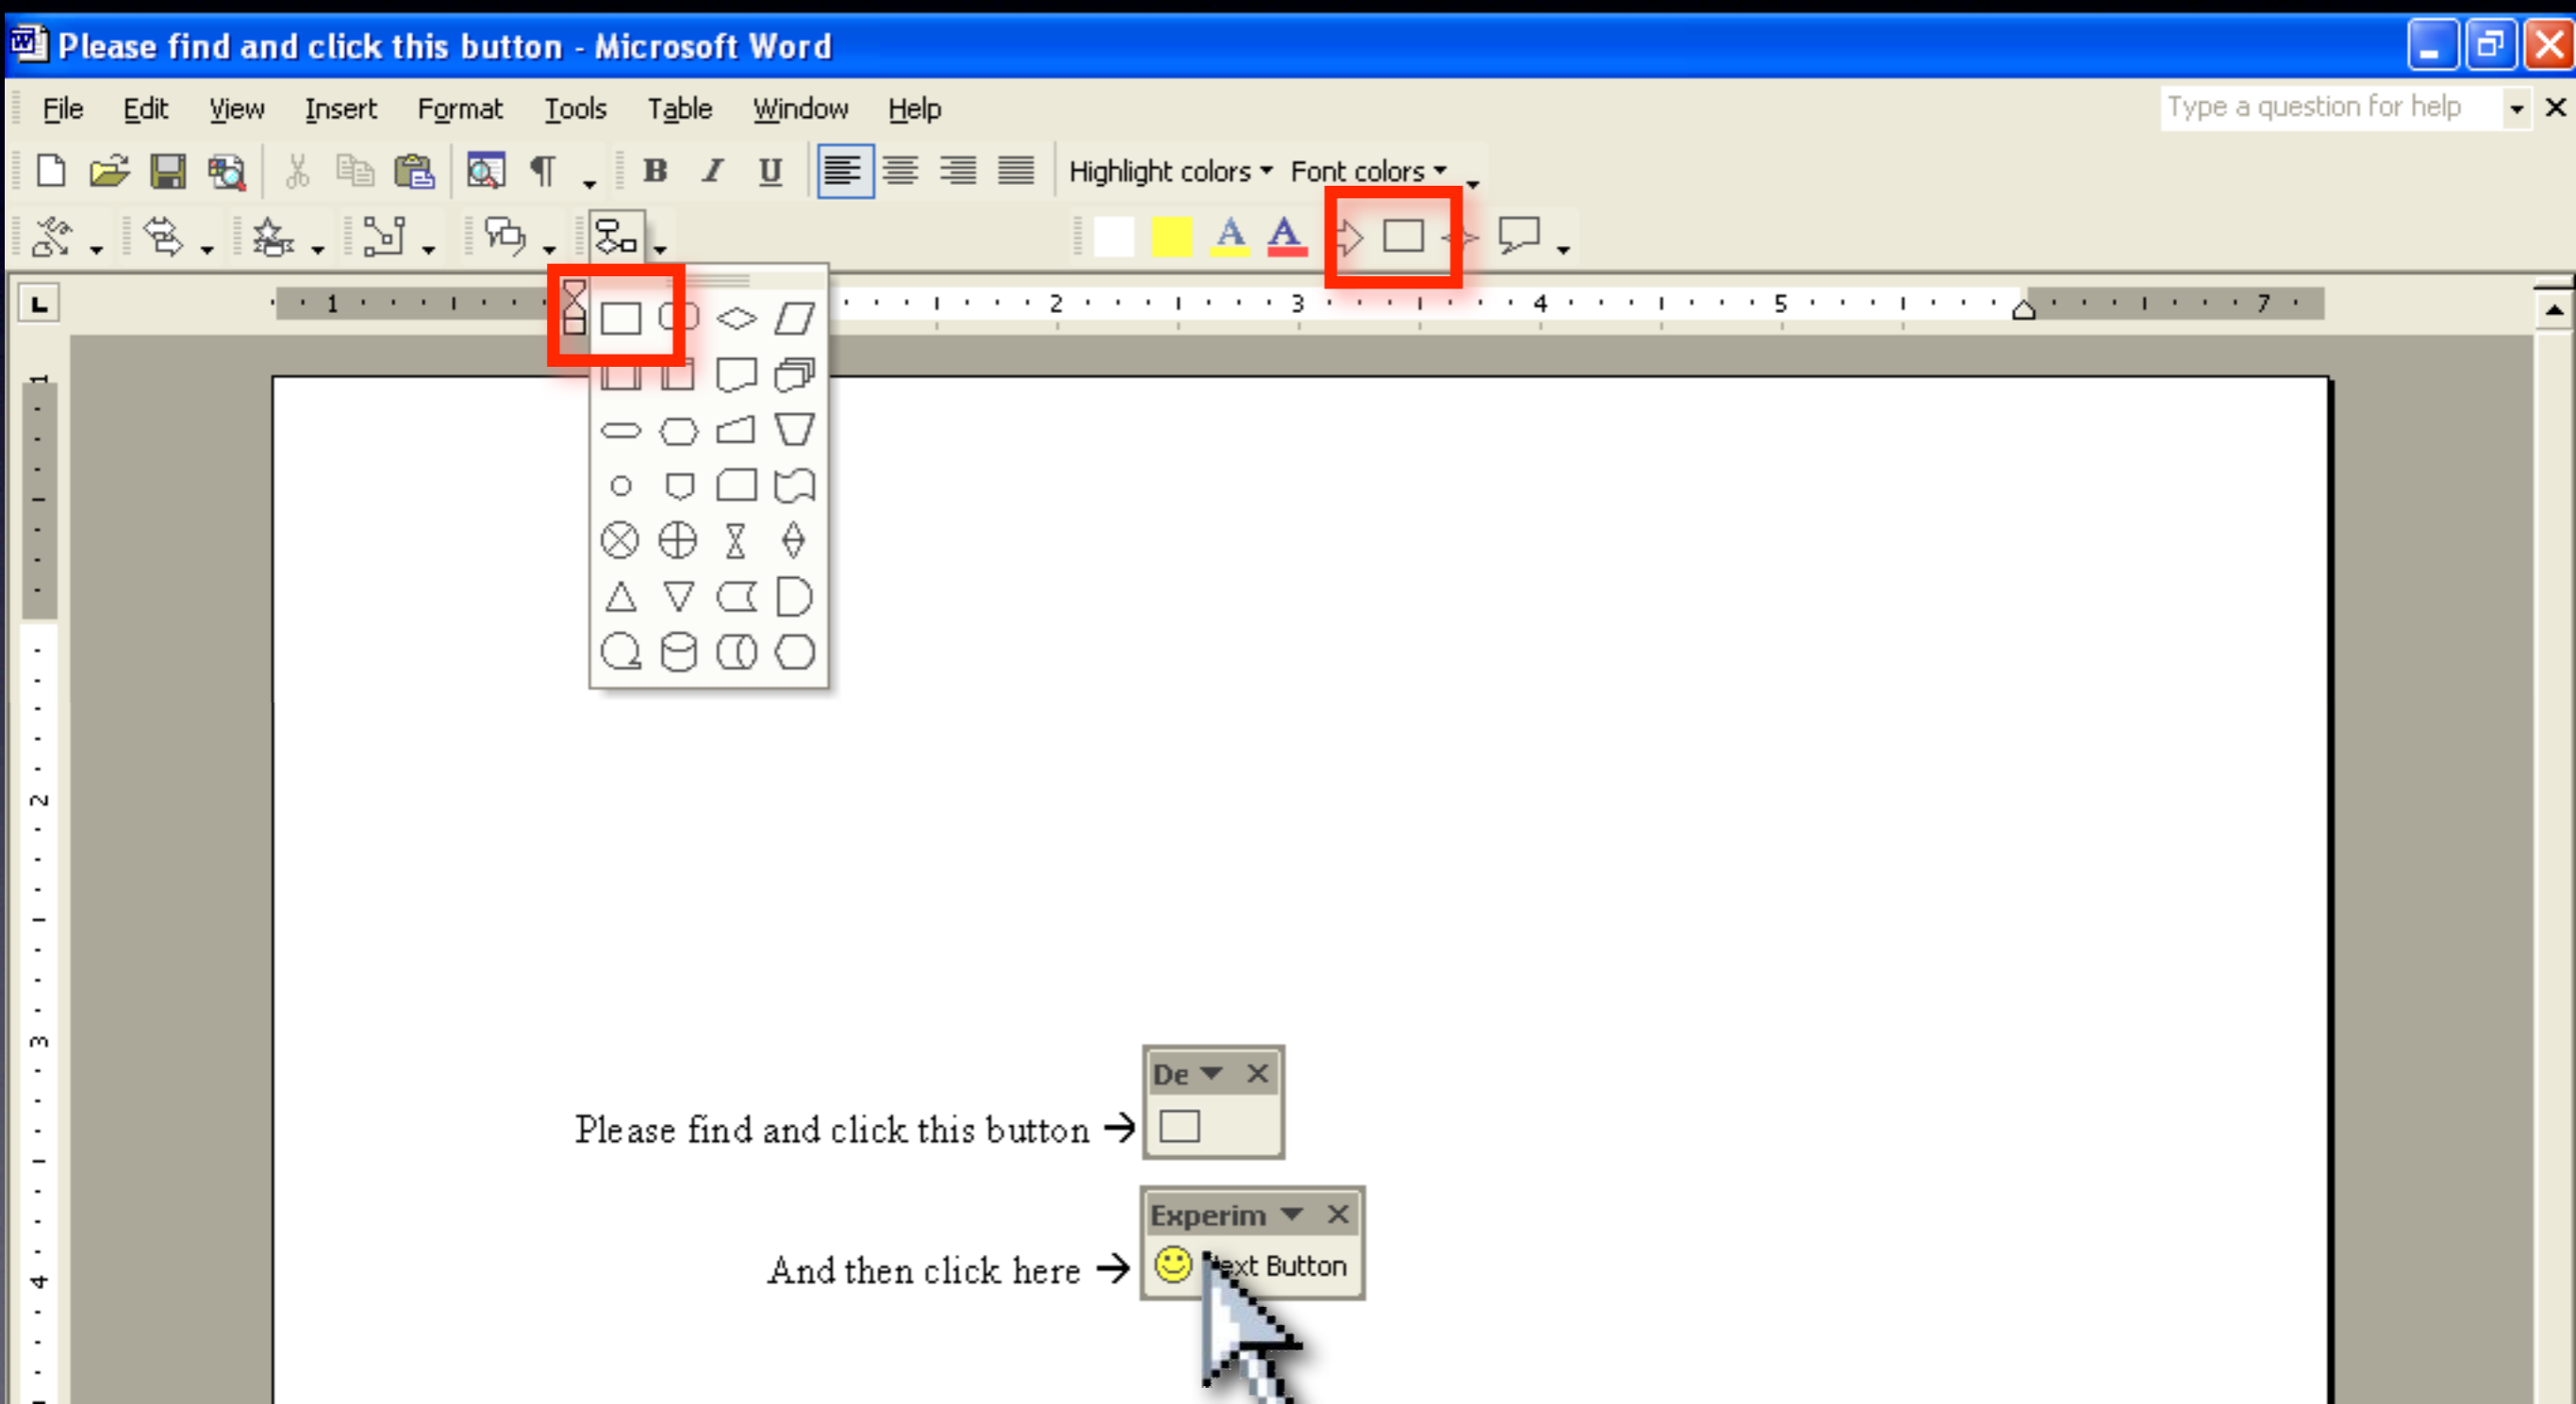 Please find and click this button - Microsoft Word
File Edit View Insert Format Tools Table Window Help
Type a question for help
B I U Highlight colors Font colors
A A
L 1 2 3 4 5 7
1
2
3
4
De
Please find and click this button →
Experim
And then click here → Button